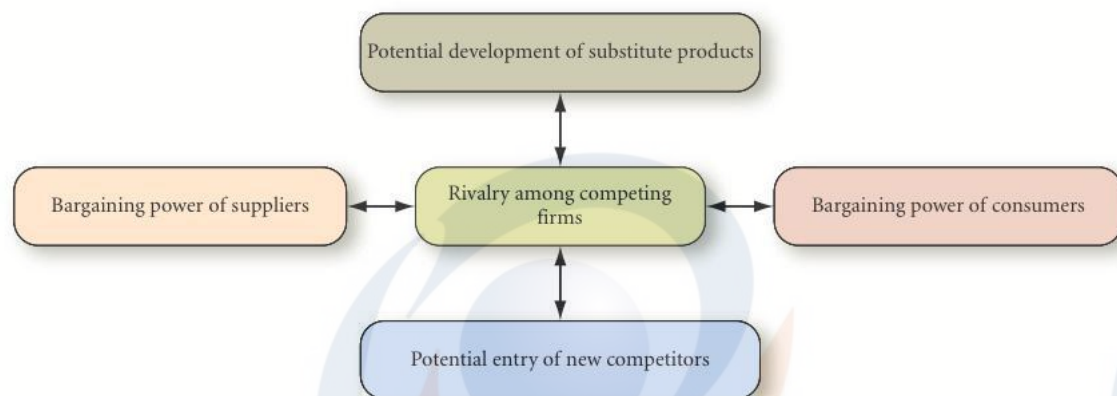 Potential development of substitute products
Bargaining power of suppliers
Rivalry among competing
firms
Bargaining power of consumers
Potential entry of new competitors